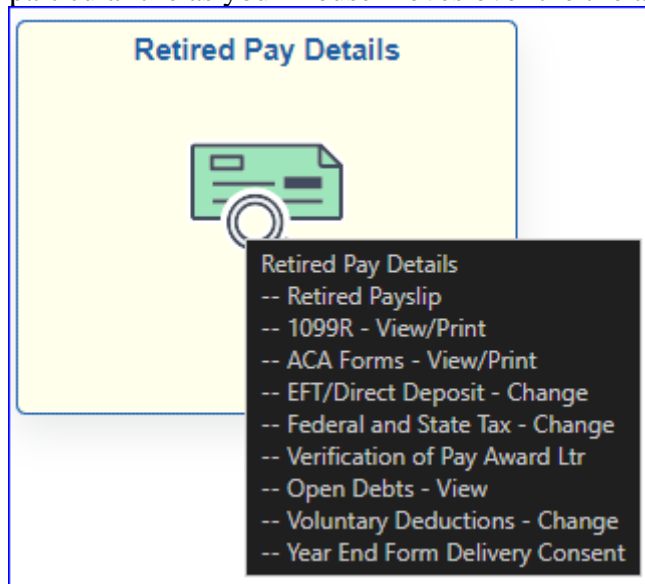 Retired Pay Details
Retired Pay Details
-- Retired Payslip
-- 1099R - View/Print
-- ACA Forms - View/Print
-- EFT/Direct Deposit - Change
-- Federal and State Tax - Change
-- Verification of Pay Award Ltr
-- Open Debts - View
-- Voluntary Deductions - Change
-- Year End Form Delivery Consent